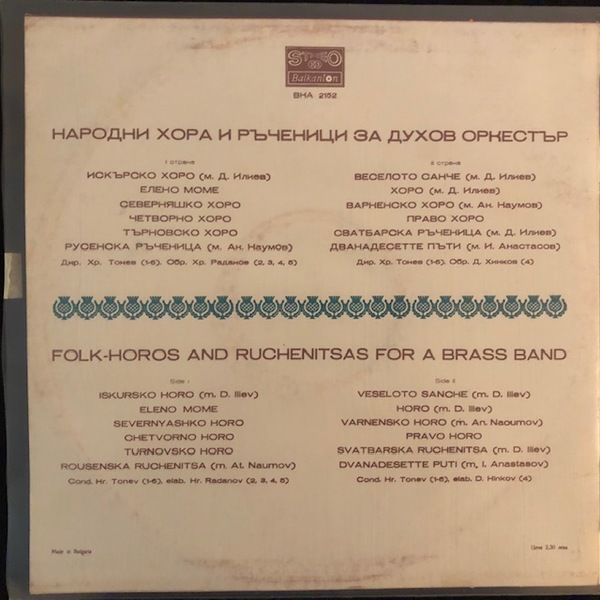 STEREO
Balkanton
ВНА 2152
НАРОДНИ ХОРА И РЪЧЕНИЦИ ЗА ДУХОВ ОРКЕСТЪР
I страна
ИСКЪРСКО ХОРО (м. Д. Илиев)
ЕЛЕНО МОМЕ
СЕВЕРНЯШКО ХОРО
ЧЕТВОРНО ХОРО
ТЪРНОВСКО ХОРО
РУСЕНСКА РЪЧЕНИЦА (м. Ан. Наумов)
Дир. Хр. Тонев (1-6). Обр. Хр. Раданов (2, 3, 4, 5)
II страна
ВЕСЕЛОТО САНЧЕ (м. Д. Илиев)
ХОРО (м. Д. Илиев)
ВАРНЕНСКО ХОРО (м. Ан. Наумов)
ПРАВО ХОРО
СВАТБАРСКА РЪЧЕНИЦА (м. Д. Илиев)
ДВАНАДЕСЕТТЕ ПЪТИ (м. И. Анастасов)
Дир. Хр. Тонев (1-6). Обр. Д. Хинков (4)
FOLK-HOROS AND RUCHENITSAS FOR A BRASS BAND
Side I
ISKURSKO HORO (m. D. Iliev)
ELENO MOME
SEVERNYASHKO HORO
CHETVORNO HORO
TURNOVSKO HORO
ROUSENSKA RUCHENITSA (m. At. Naumov)
Cond. Hr. Tonev (1-6), elab. Hr. Radanov (2, 3, 4, 5)
Side II
VESELOTO SANCHE (m. D. Iliev)
HORO (m. D. Iliev)
VARNENSKO HORO (m. An. Naoumov)
PRAVO HORO
SVATBARSKA RUCHENITSA (m. D. Iliev)
DVANADESETTE PUTI (m, I. Anastasov)
Cond. Hr. Tonev (1-6), elab. D. Hinkov (4)
Made in Bulgaria
Цена 2,30 лева